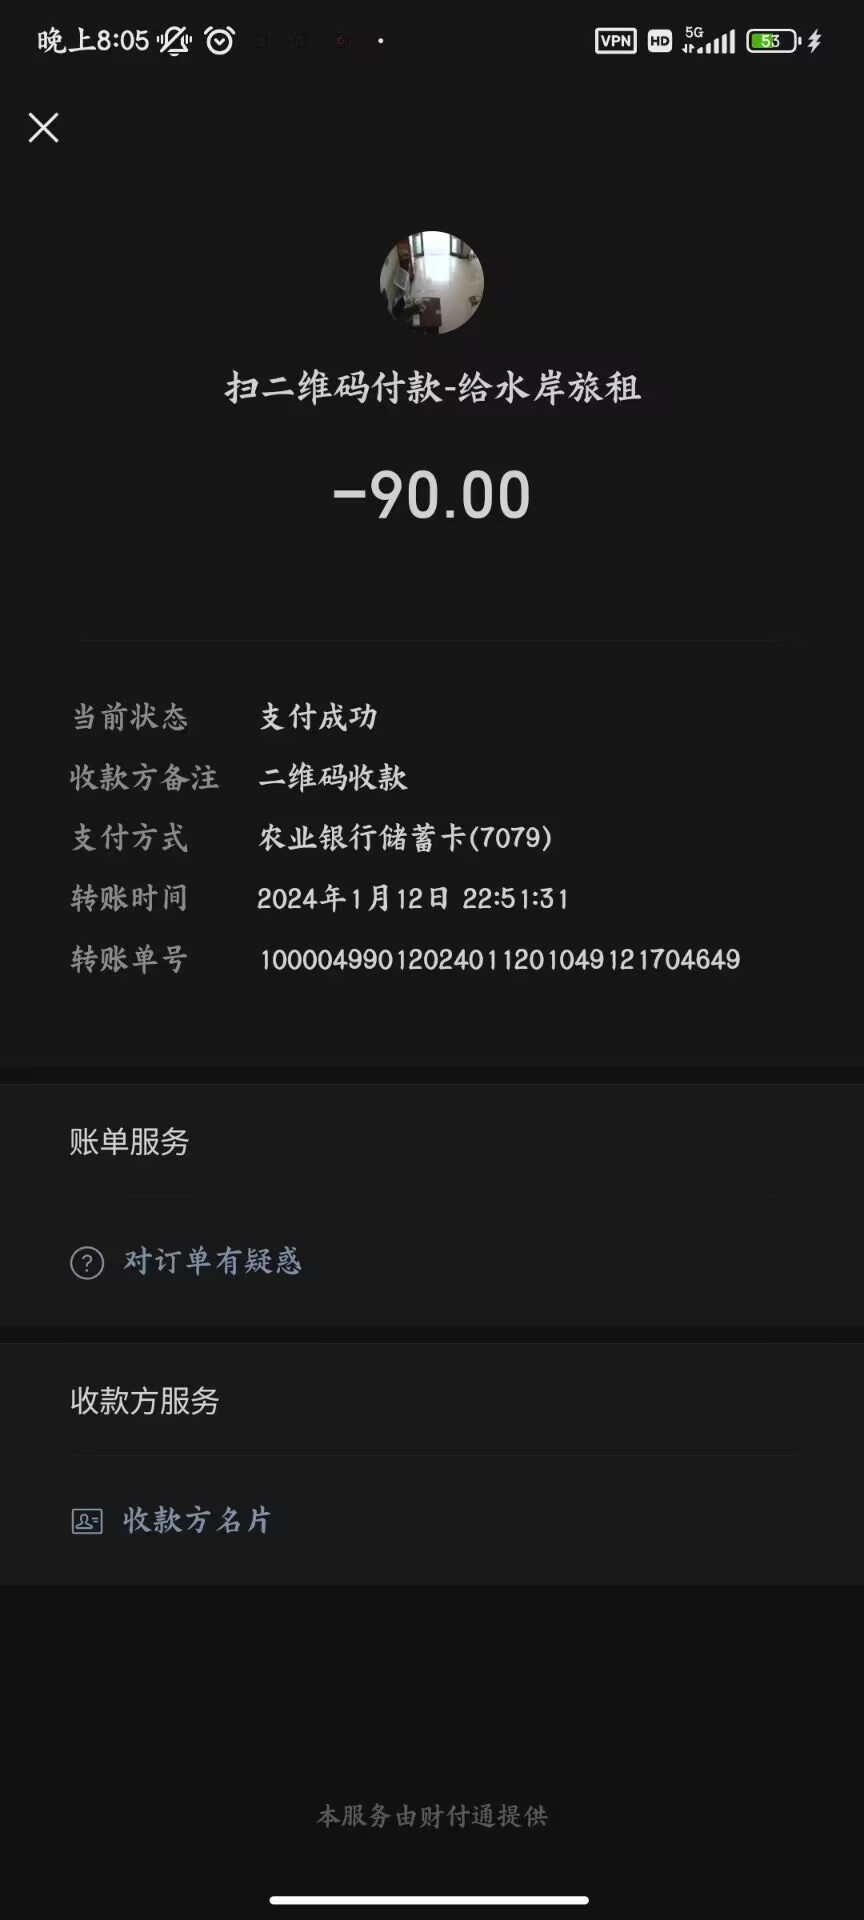 晚上8:05
VPN HD 5G 53
扫二维码付款-给水岸旅租
-90.00
当前状态 支付成功
收款方备注 二维码收款
支付方式 农业银行储蓄卡(7079)
转账时间 2024年1月12日 22:51:31
转账单号 1000049901202401120104912170​4649
账单服务
? 对订单有疑惑
收款方服务
收款方名片
本服务由财付通提供